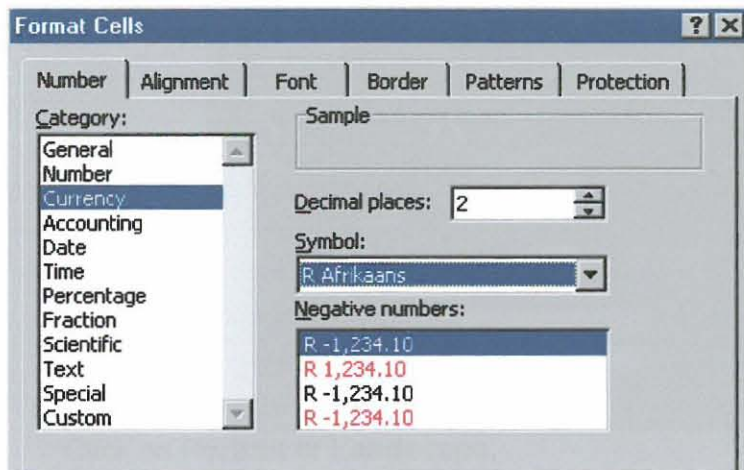 Format Cells
Number Alignment Font Border Patterns Protection
Category:
General
Number
Currency
Accounting
Date
Time
Percentage
Fraction
Scientific
Text
Special
Custom
Sample
Decimal places: 2
Symbol:
R Afrikaans
Negative numbers:
R -1,234.10
R 1,234.10
R -1,234.10
R -1,234.10